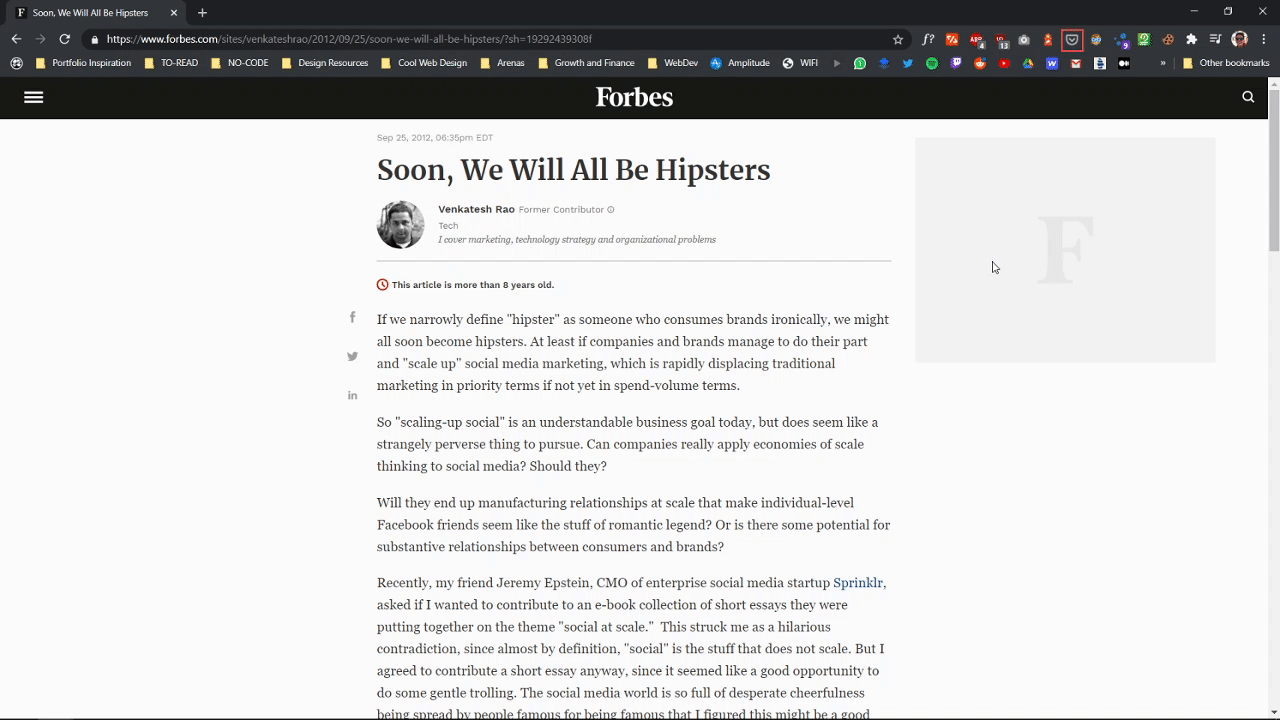 Soon, We Will All Be Hipsters
https://www.forbes.com/sites/venkateshrao/2012/09/25/soon-we-will-all-be-hipsters/?sh=19292439308f
Portfolio Inspiration
TO-READ
NO-CODE
Design Resourc
Cool Web Design
Arenas
Growth and Finance
WebDev
Amplitude
WIFI
Other bookmarks
Forbes
Sep 25, 2012, 06:35pm EDT
Soon, We Will All Be Hipsters
Venkatesh Rao Former Contributor
Tech
I cover marketing, technology strategy and organizational problems
This article is more than 8 years old.
If we narrowly define "hipster" as someone who consumes brands ironically, we might
all soon become hipsters. At least if companies and brands manage to do their part
and "scale up" social media marketing, which is rapidly displacing traditional
marketing in priority terms if not yet in spend-volume terms.
So "scaling-up social" is an understandable business goal today, but does seem like a
strangely perverse thing to pursue. Can companies really apply economies of scale
thinking to social media? Should they?
Will they end up manufacturing relationships at scale that make individual-level
Facebook friends seem like the stuff of romantic legend? Or is there some potential for
substantive relationships between consumers and brands?
Recently, my friend Jeremy Epstein, CMO of enterprise social media startup Sprinklr,
asked if I wanted to contribute to an e-book collection of short essays they were
putting together on the theme "social at scale."  This struck me as a hilarious
contradiction, since almost by definition, "social" is the stuff that does not scale. But I
agreed to contribute a short essay anyway, since it seemed like a good opportunity to
do some gentle trolling. The social media world is so full of desperate cheerfulness
being spread by people famous for being famous that I figured this might be a good